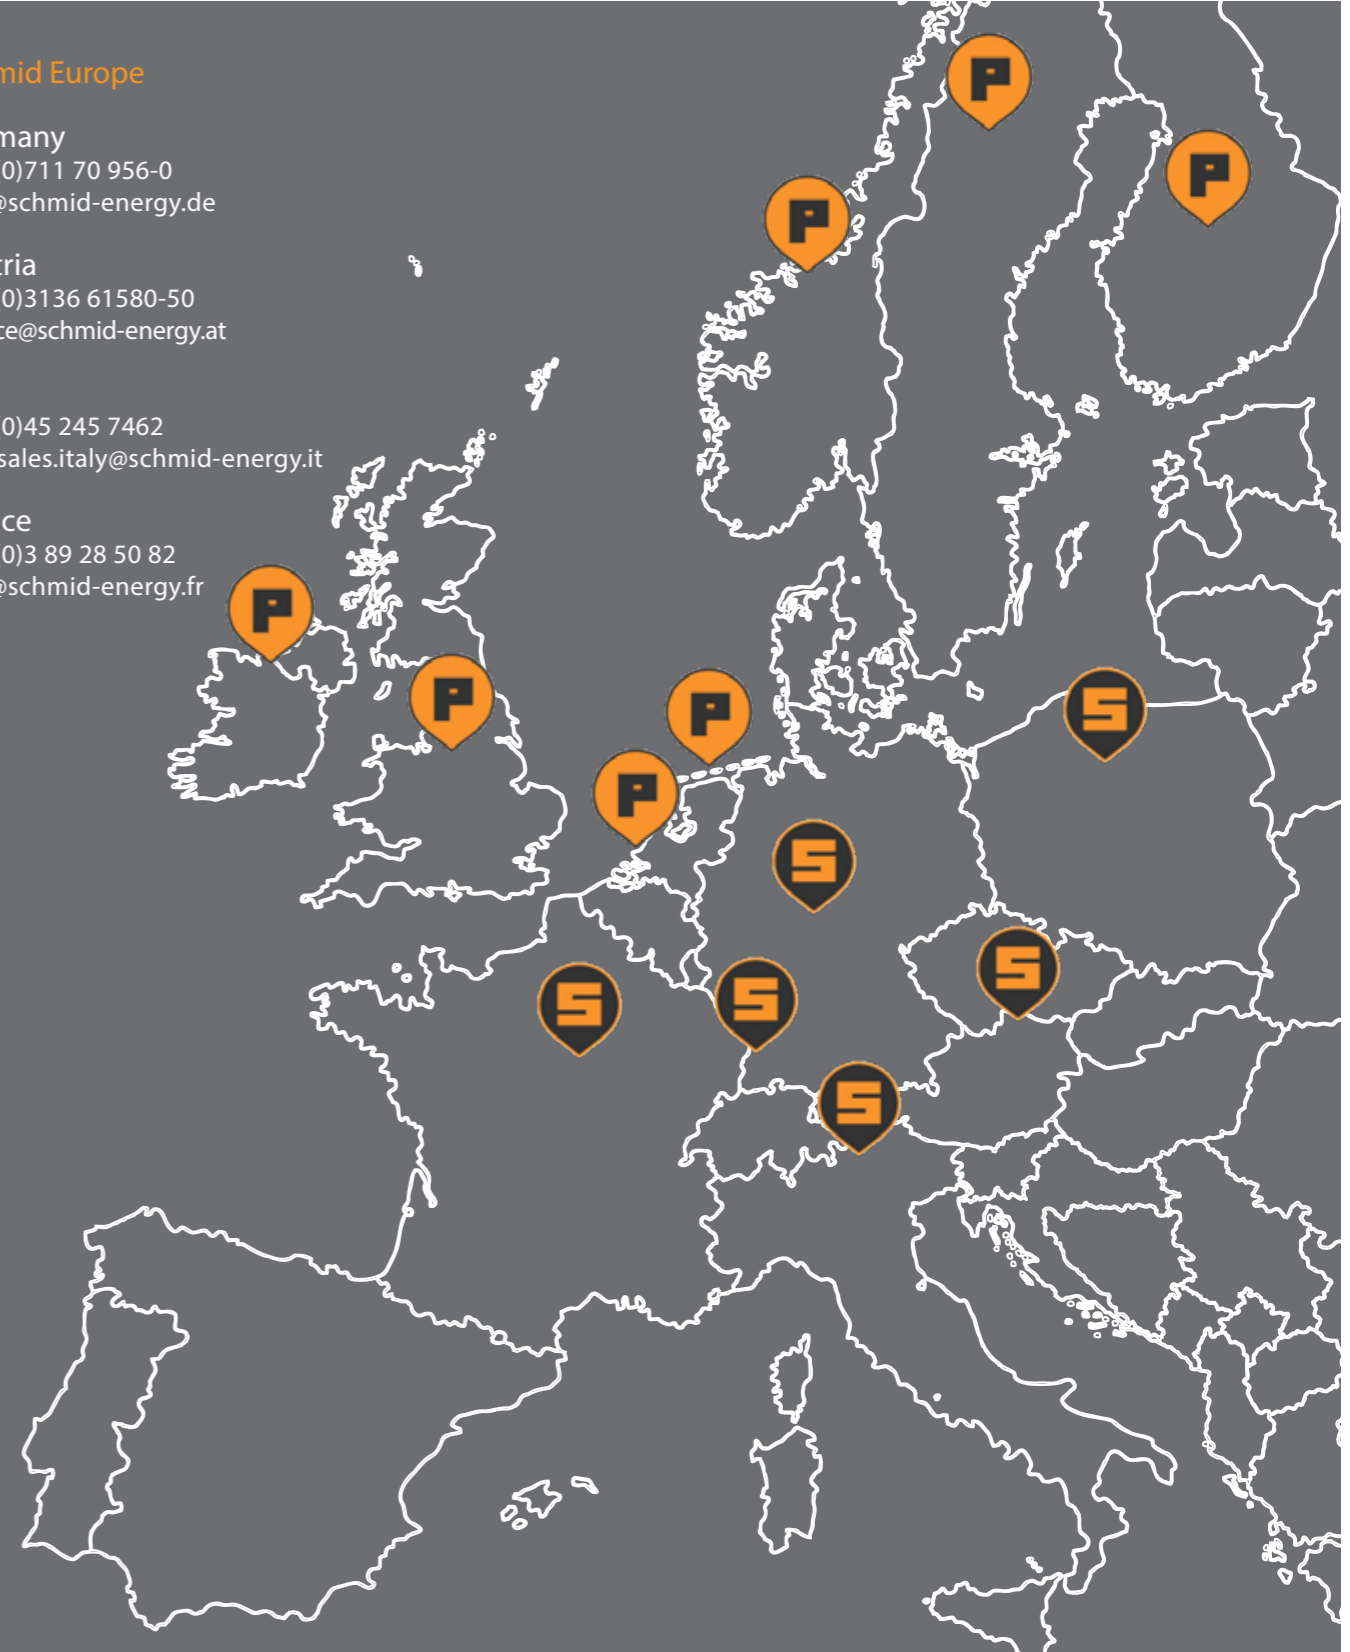 mid Europe
many
(0)711 70 956-0
@schmid-energy.de
tria
(0)3136 61580-50
ce@schmid-energy.at
(0)45 245 7462
sales.italy@schmid-energy.it
ce
(0)3 89 28 50 82
@schmid-energy.fr
P
P
P
P
P
P
P
S
S
S
S
S
S